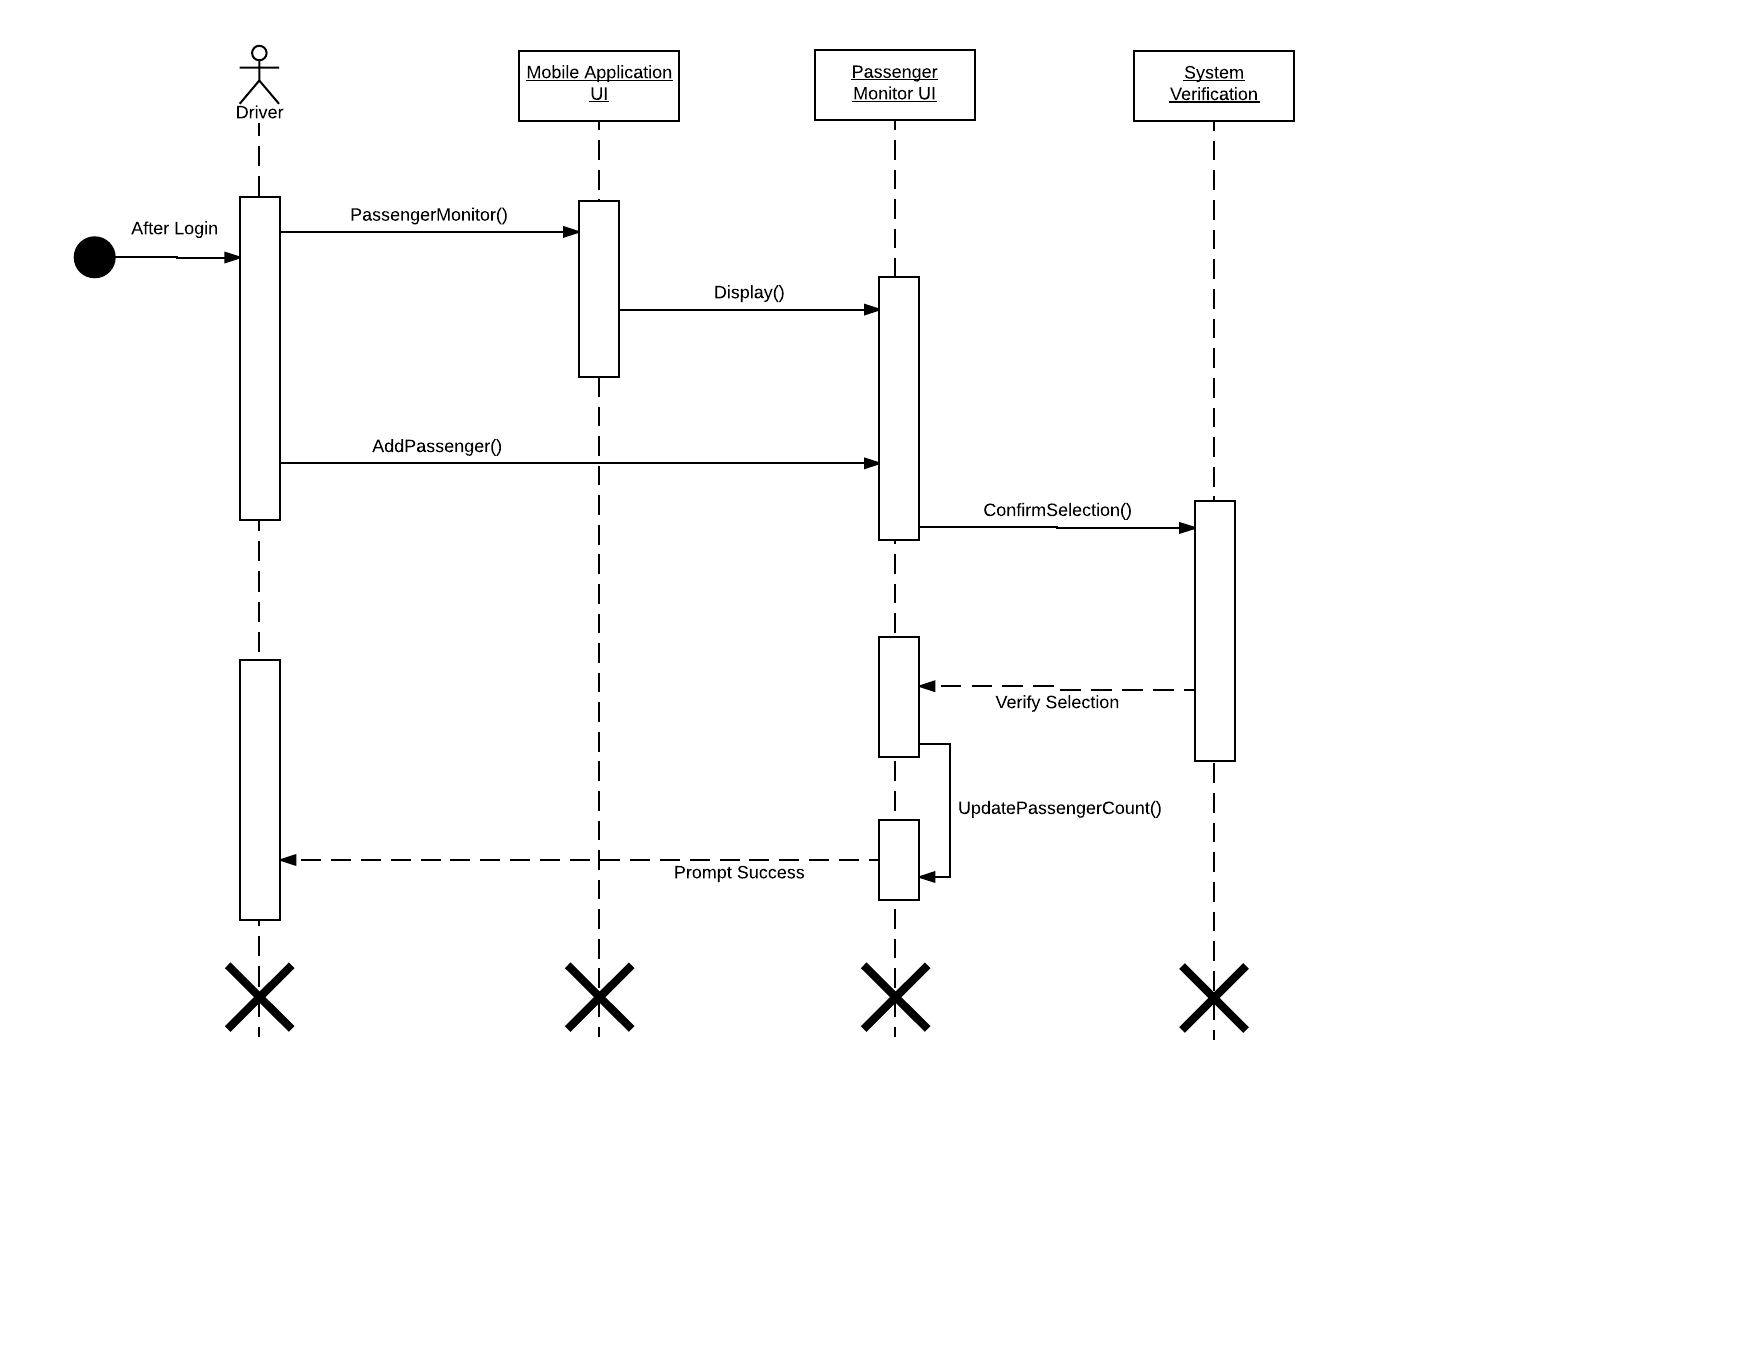 Driver
Mobile Application
UI
Passenger
Monitor UI
System
Verification
After Login
PassengerMonitor()
Display()
AddPassenger()
ConfirmSelection()
Verify Selection
UpdatePassengerCount()
Prompt Success